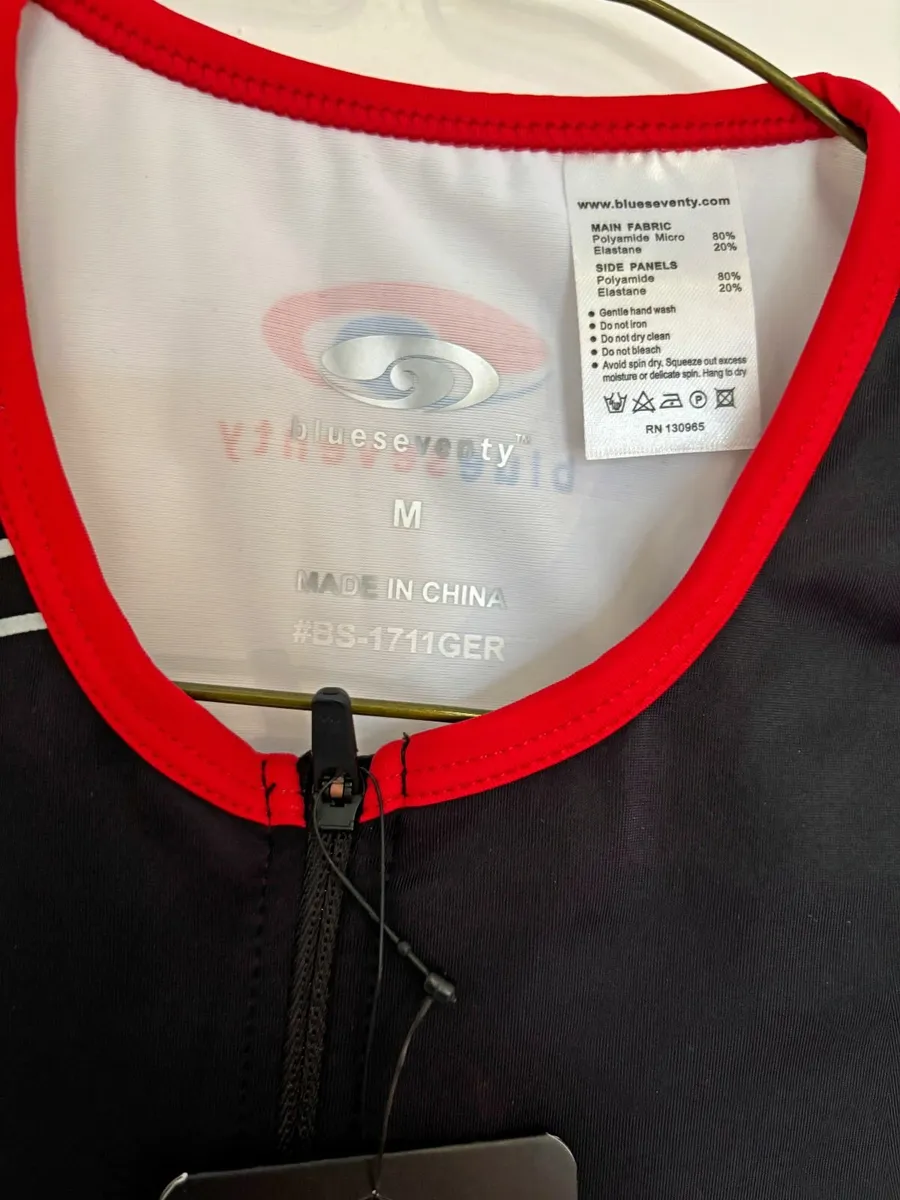 www.blueseventy.com
MAIN FABRIC
Polyamide Micro 80%
Elastane 20%
SIDE PANELS
Polyamide 80%
Elastane 20%
• Gentle hand wash
• Do not iron
• Do not dry clean
• Do not bleach
• Avoid spin dry. Squeeze out excess
moisture or delicate spin. Hang to dry
P
RN 130965
blueseventy™
blueseventy
M
MADE IN CHINA
#BS-1711GER